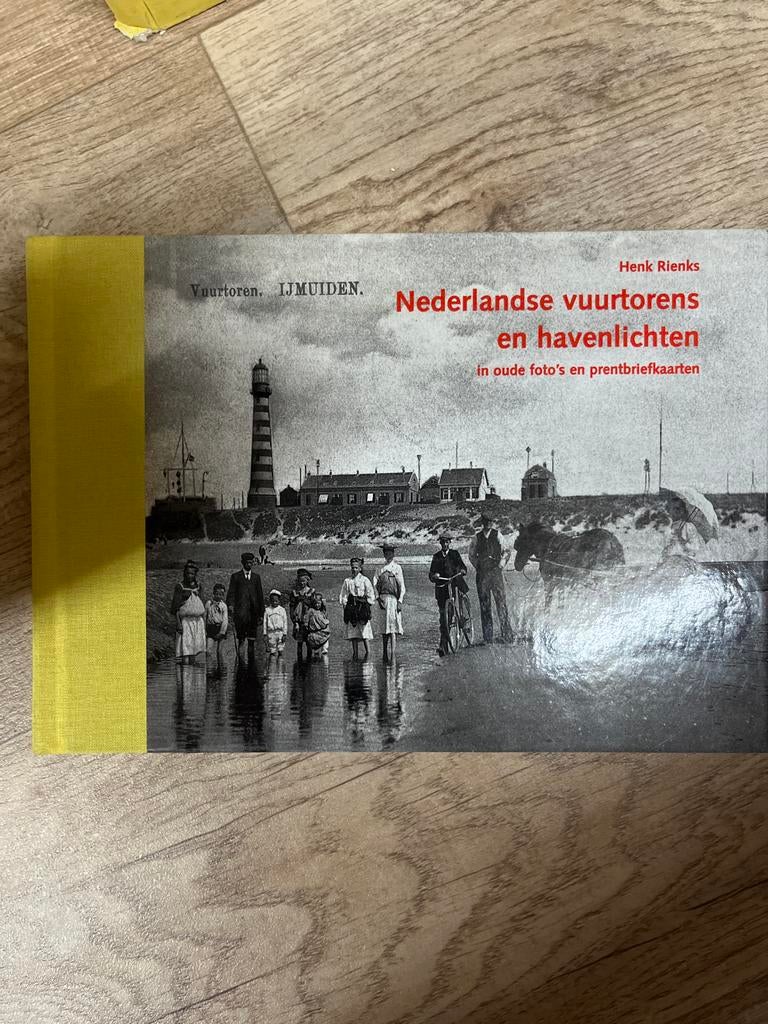 Henk Rienks
Vuurtoren. IJMUIDEN.
Nederlandse vuurtorens
en havenlichten
in oude foto's en prentbriefkaarten